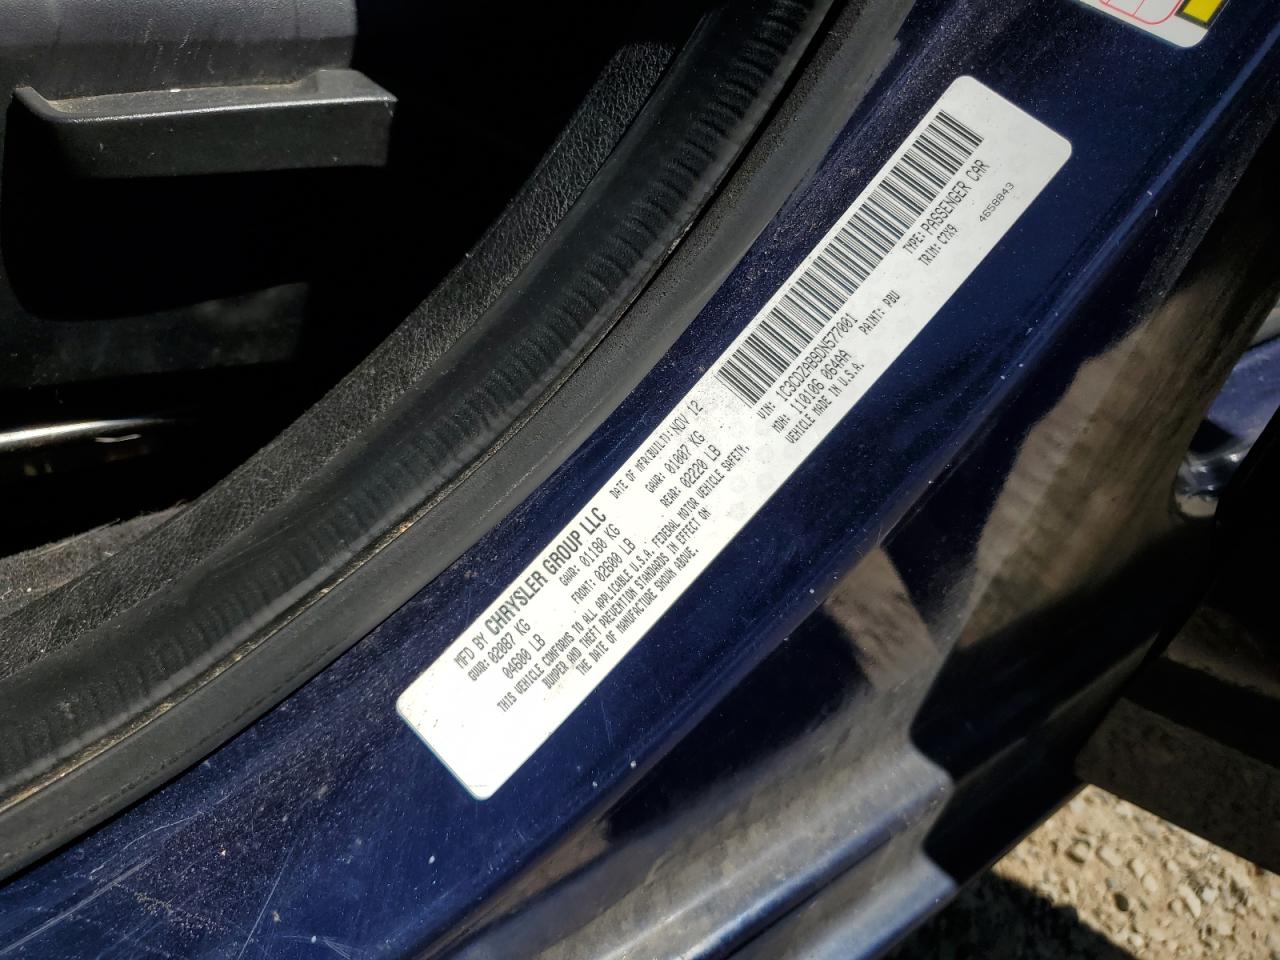 MFD BY CHRYSLER GROUP LLC DATE OF MFR(BUILT): NOV 12
GVWR: 02087 KG GAWR: 01180 KG GAWR: 01007 KG
04600 LB FRONT: 02600 LB REAR: 02220 LB
THIS VEHICLE CONFORMS TO ALL APPLICABLE U.S.A. FEDERAL MOTOR VEHICLE SAFETY,
BUMPER AND THEFT PREVENTION STANDARDS IN EFFECT ON
THE DATE OF MANUFACTURE SHOWN ABOVE.
VIN: 1C3CDZAB9DN577001 TYPE: PASSENGER CAR
MDH: 110106 064AA PAINT: PBU TRIM: C7X9
VEHICLE MADE IN U.S.A.
4658843